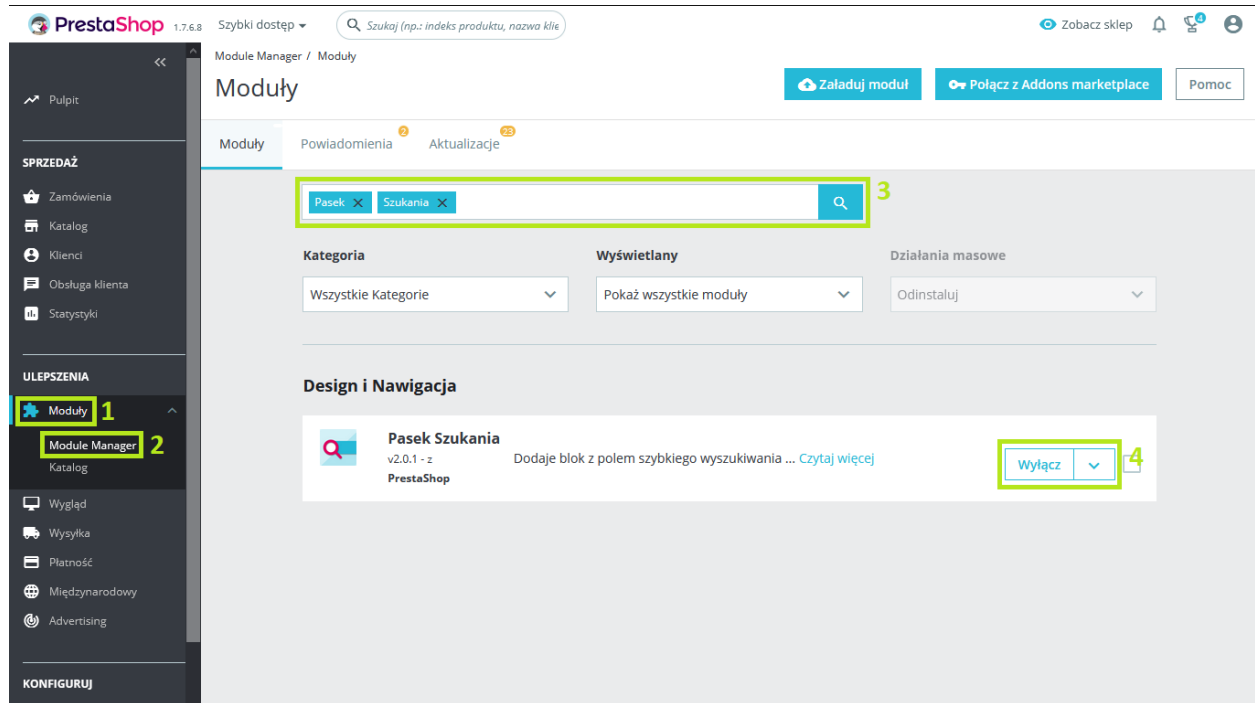 PrestaShop 1.7.6.8 Szybki dostęp Szukaj (np.: indeks produktu, nazwa klie Zobacz sklep 4
Module Manager / Moduły
Moduły
Załaduj moduł Połącz z Addons marketplace Pomoc
Moduły Powiadomienia 2 Aktualizacje 23
Pulpit
SPRZEDAŻ
Zamówienia
Katalog
Klienci
Obsługa klienta
Statystyki
ULEPSZENIA
Moduły 1
Module Manager 2
Katalog
Wygląd
Wysyłka
Płatność
Międzynarodowy
Advertising
KONFIGURUJ
Pasek Szukania 3
Kategoria Wyświetlany Działania masowe
Wszystkie Kategorie Pokaż wszystkie moduły Odinstaluj
Design i Nawigacja
Pasek Szukania
v2.0.1 - z
PrestaShop
Dodaje blok z polem szybkiego wyszukiwania ... Czytaj więcej
Wyłącz 4